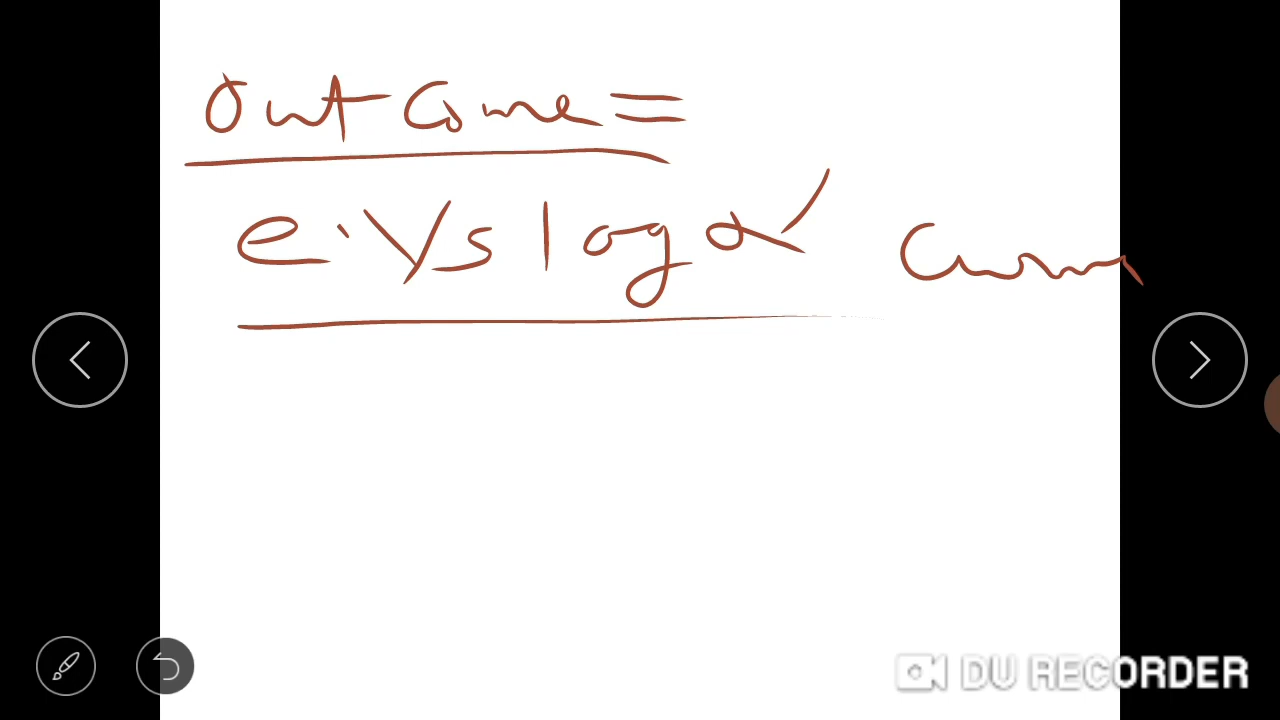 Outcome =
e. Vs log α
DU RECORDER